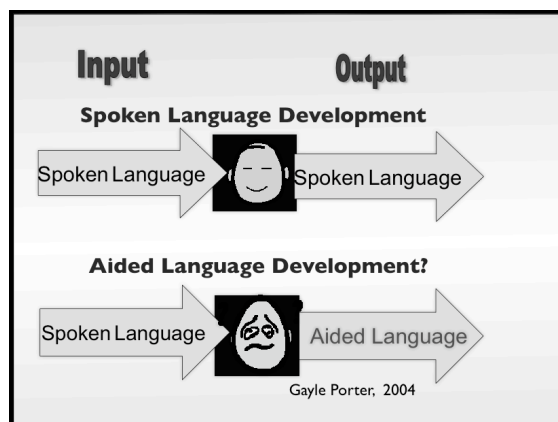 Input Output
Spoken Language Development
Spoken Language Spoken Language
Aided Language Development?
Spoken Language Aided Language
Gayle Porter, 2004